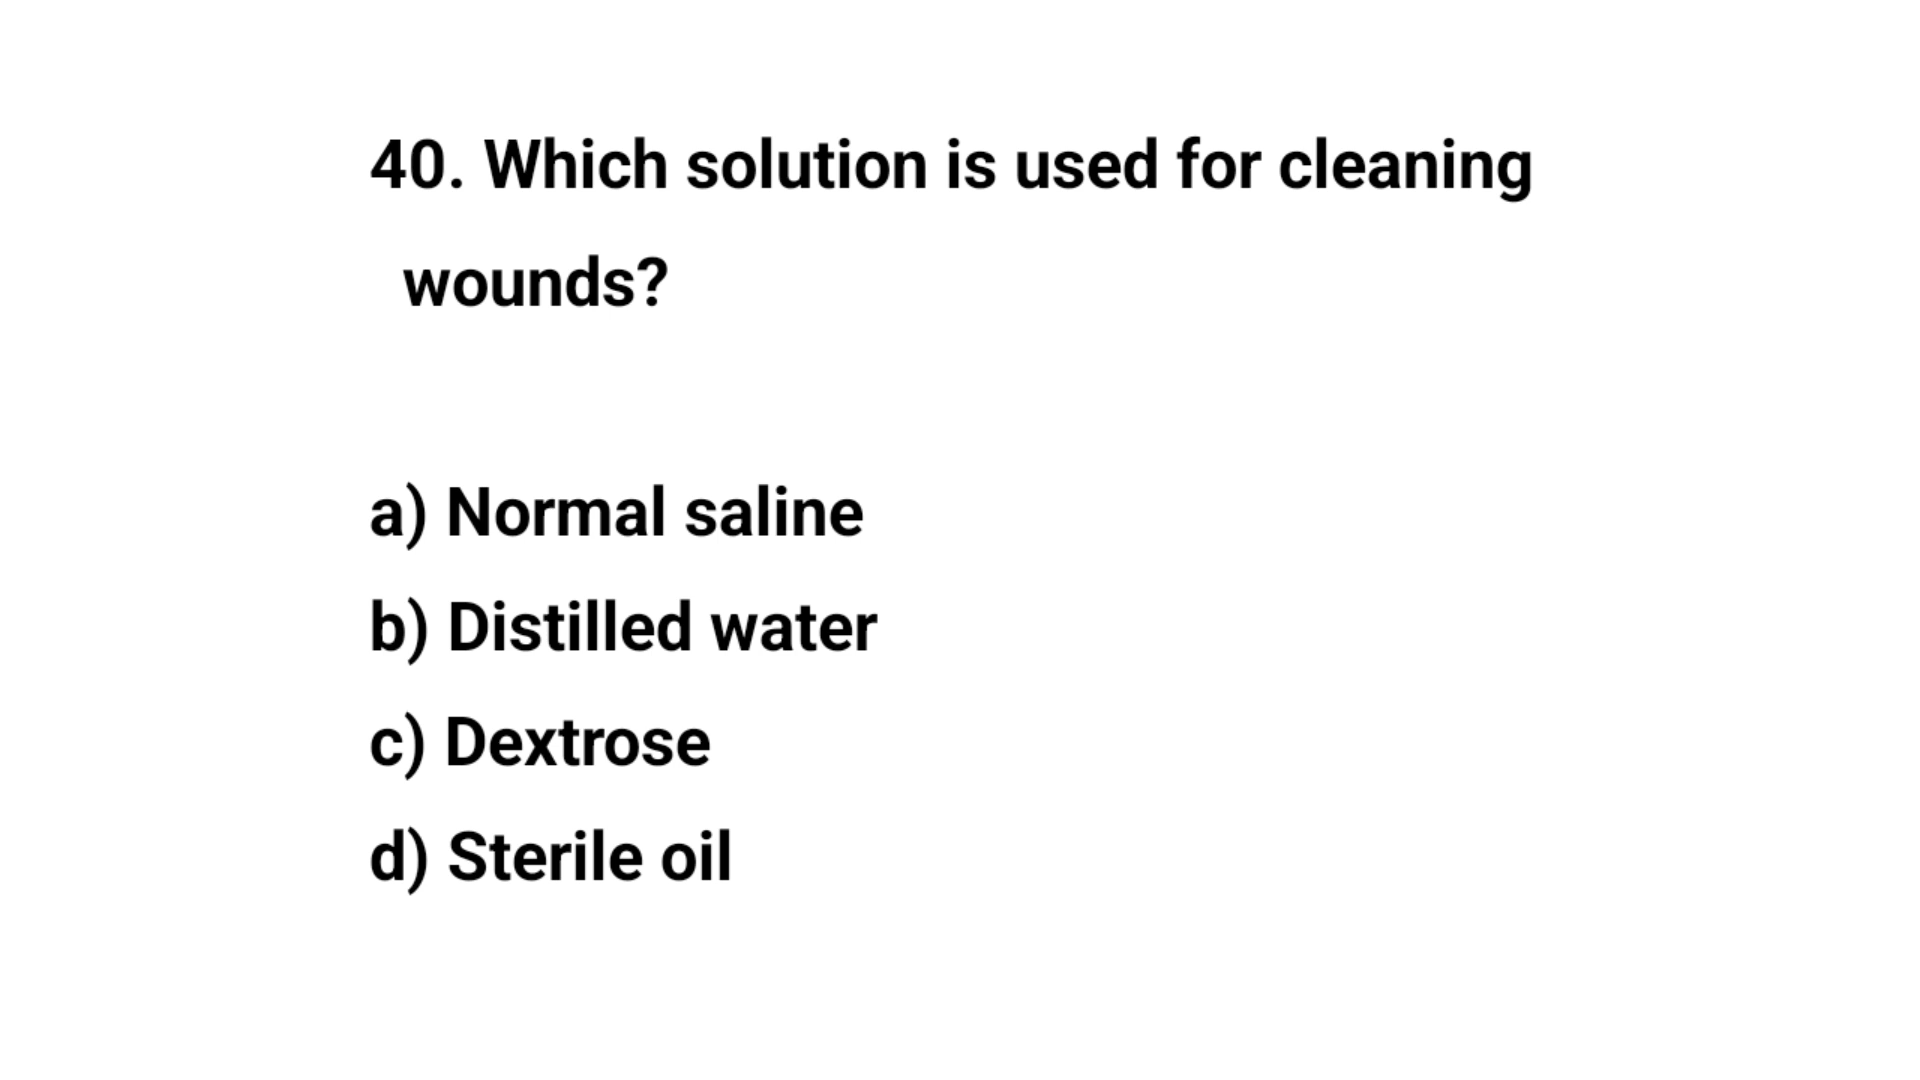 40. Which solution is used for cleaning
wounds?
a) Normal saline
b) Distilled water
c) Dextrose
d) Sterile oil